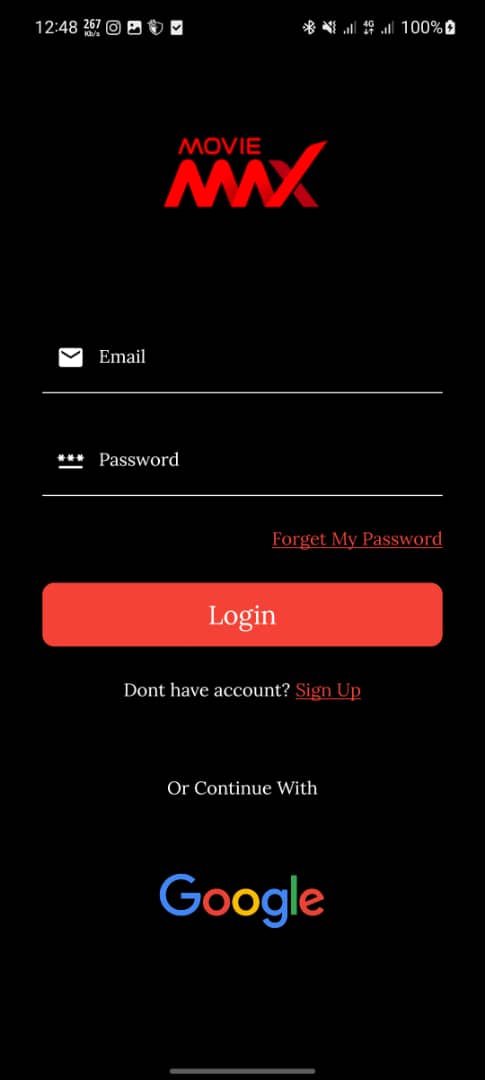 12:48 267 Kb/s 4G 100%
MOVIE
MAX
Email
*** Password
Forget My Password
Login
Dont have account? Sign Up
Or Continue With
Google